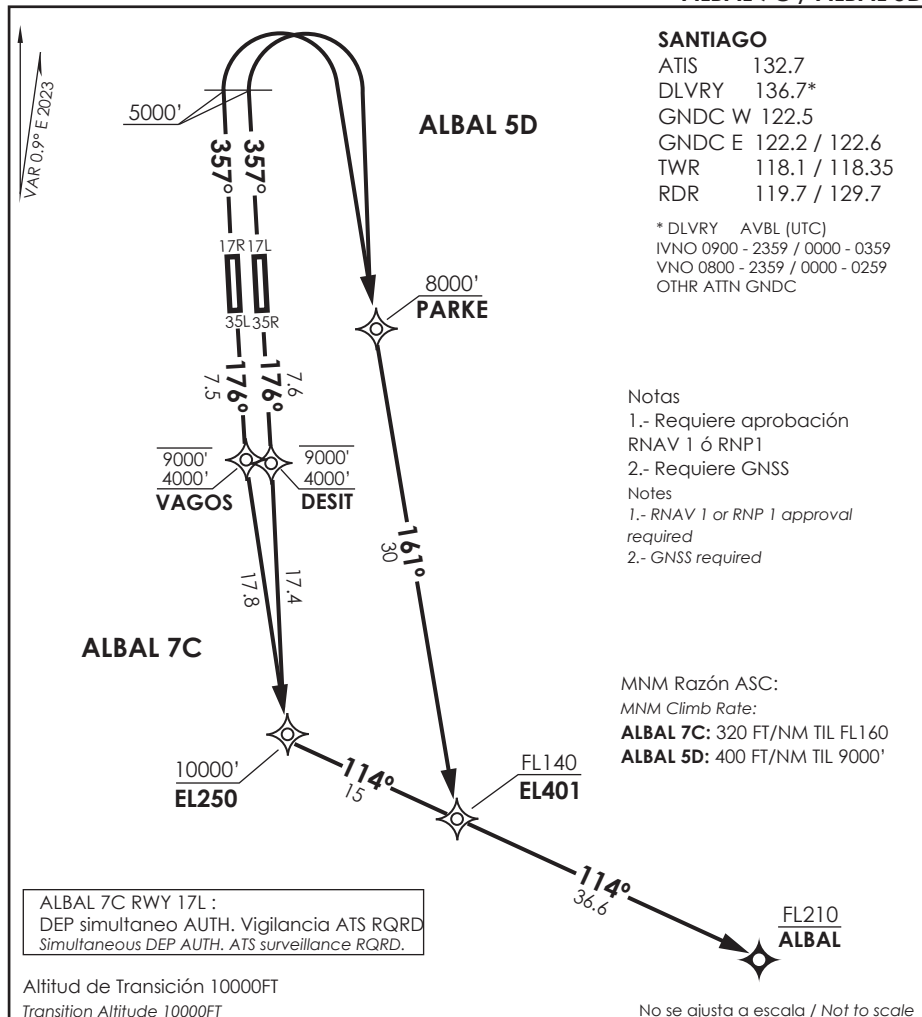 VAR 0.9° E 2023
5000'
357°
357°
ALBAL 5D
17R 17L
35L 35R
7.5
176°
176°
7.6
8000'
PARKE
9000'
4000'
VAGOS
9000'
4000'
DESIT
161°
30
17.8
17.4
ALBAL 7C
10000'
EL250
114°
15
FL140
EL401
114°
36.6
FL210
ALBAL
SANTIAGO
ATIS 132.7
DLVRY 136.7*
GNDC W 122.5
GNDC E 122.2 / 122.6
TWR 118.1 / 118.35
RDR 119.7 / 129.7
* DLVRY AVBL (UTC)
IVNO 0900 - 2359 / 0000 - 0359
VNO 0800 - 2359 / 0000 - 0259
OTHR ATTN GNDC
Notas
1.- Requiere aprobación
RNAV 1 ó RNP1
2.- Requiere GNSS
Notes
1.- RNAV 1 or RNP 1 approval
required
2.- GNSS required
MNM Razón ASC:
MNM Climb Rate:
ALBAL 7C: 320 FT/NM TIL FL160
ALBAL 5D: 400 FT/NM TIL 9000'
ALBAL 7C RWY 17L :
DEP simultaneo AUTH. Vigilancia ATS RQRD
Simultaneous DEP AUTH. ATS surveillance RQRD.
Altitud de Transición 10000FT
Transition Altitude 10000FT
No se ajusta a escala / Not to scale